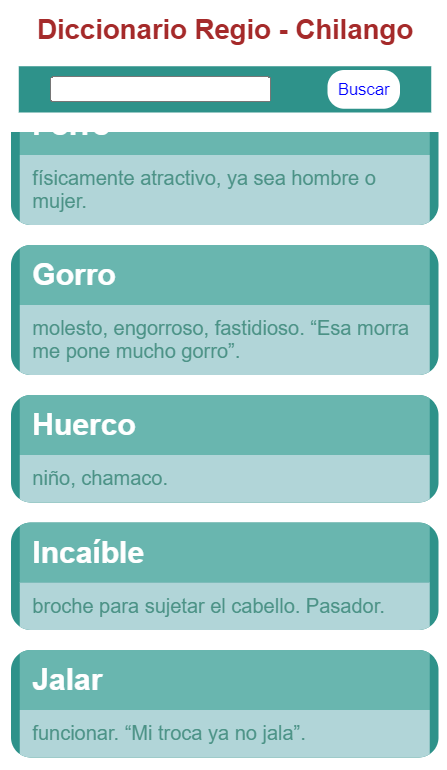 Diccionario Regio - Chilango
Buscar
físicamente atractivo, ya sea hombre o
mujer.
Gorro
molesto, engorroso, fastidioso. “Esa morra
me pone mucho gorro”.
Huerco
niño, chamaco.
Incaíble
broche para sujetar el cabello. Pasador.
Jalar
funcionar. “Mi troca ya no jala”.